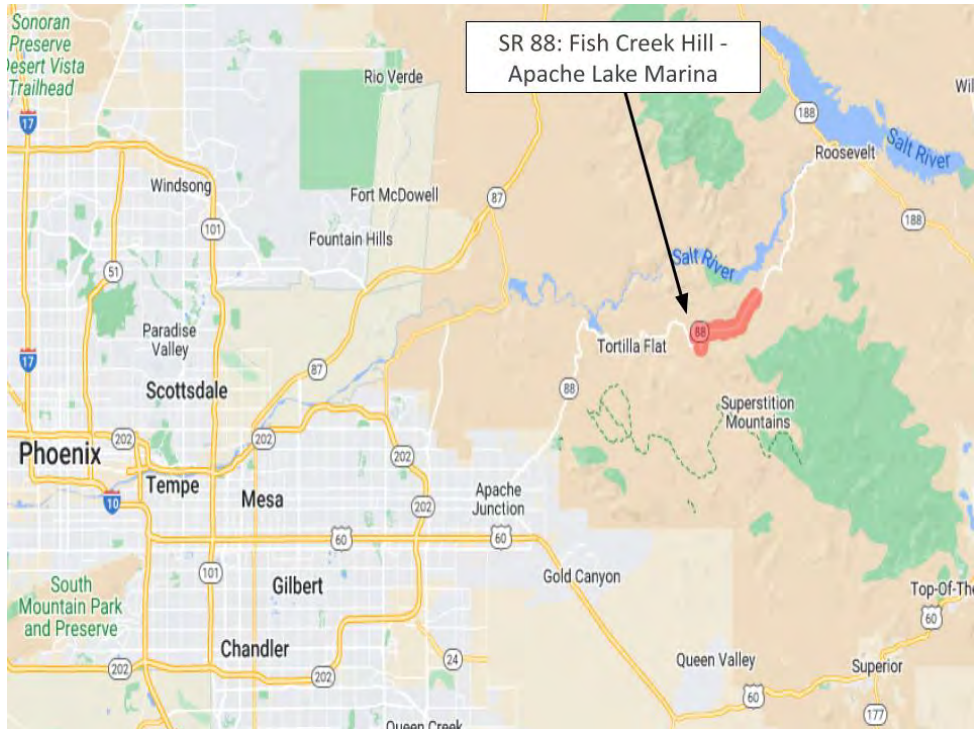 Sonoran
Preserve
Desert Vista
Trailhead
SR 88: Fish Creek Hill -
Apache Lake Marina
Rio Verde
17
188
Wil
Salt River
Roosevelt
Windsong
Fort McDowell
87
101
Fountain Hills
188
51
Salt River
Paradise
Valley
88
Tortilla Flat
17
87
88
Scottsdale
Superstition
Mountains
202
202
202
Phoenix
Tempe
Mesa
202
Apache
Junction
10
60
60
101
Gilbert
Gold Canyon
South
Mountain Park
and Preserve
Top-Of-The
60
Chandler
24
Queen Valley
Superior
202
202
60
177
Queen Creek